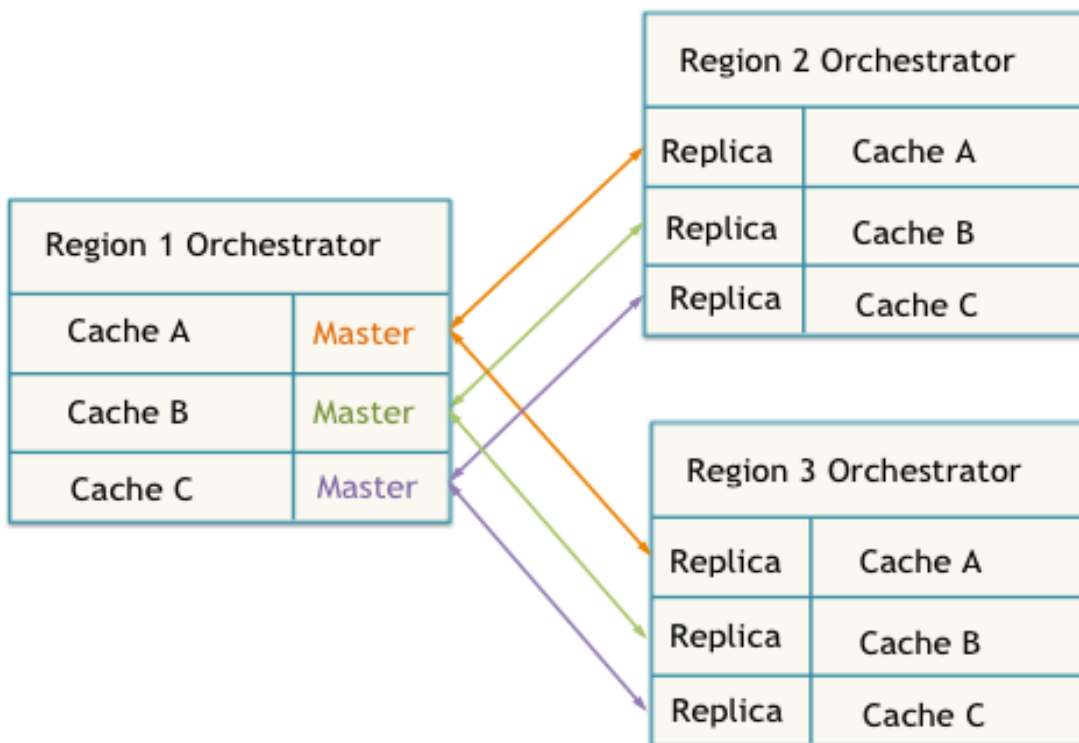 Region 1 Orchestrator
Cache A Master
Cache B Master
Cache C Master
Region 2 Orchestrator
Replica Cache A
Replica Cache B
Replica Cache C
Region 3 Orchestrator
Replica Cache A
Replica Cache B
Replica Cache C